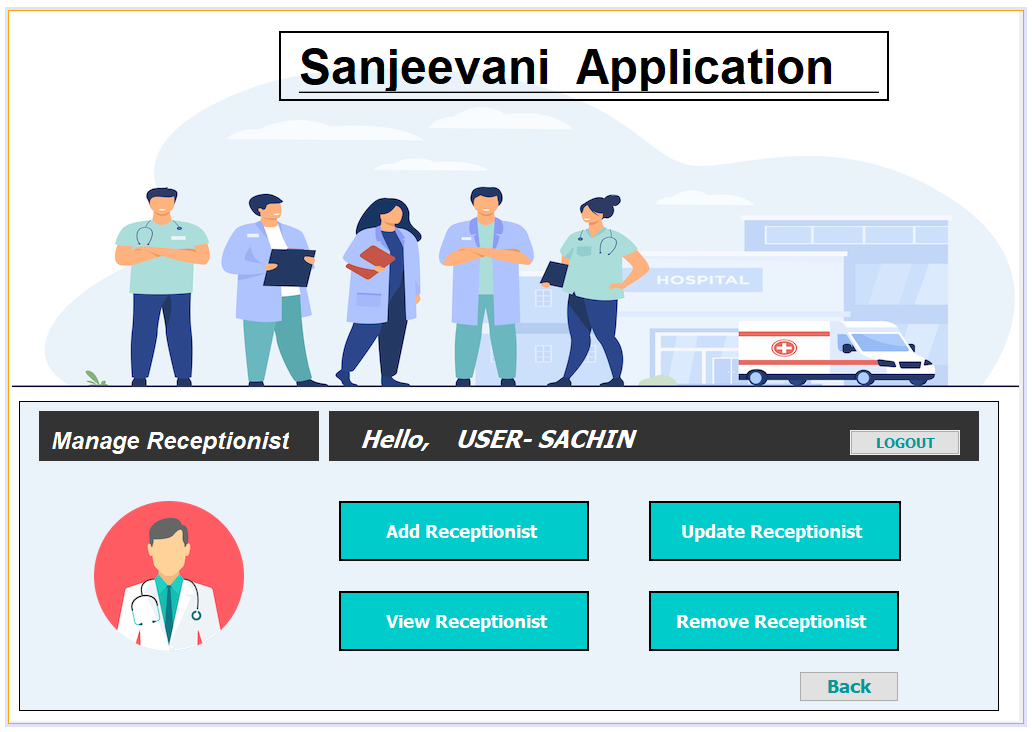 Sanjeevani Application
HOSPITAL
Manage Receptionist
Hello, USER- SACHIN
LOGOUT
Add Receptionist
Update Receptionist
View Receptionist
Remove Receptionist
Back